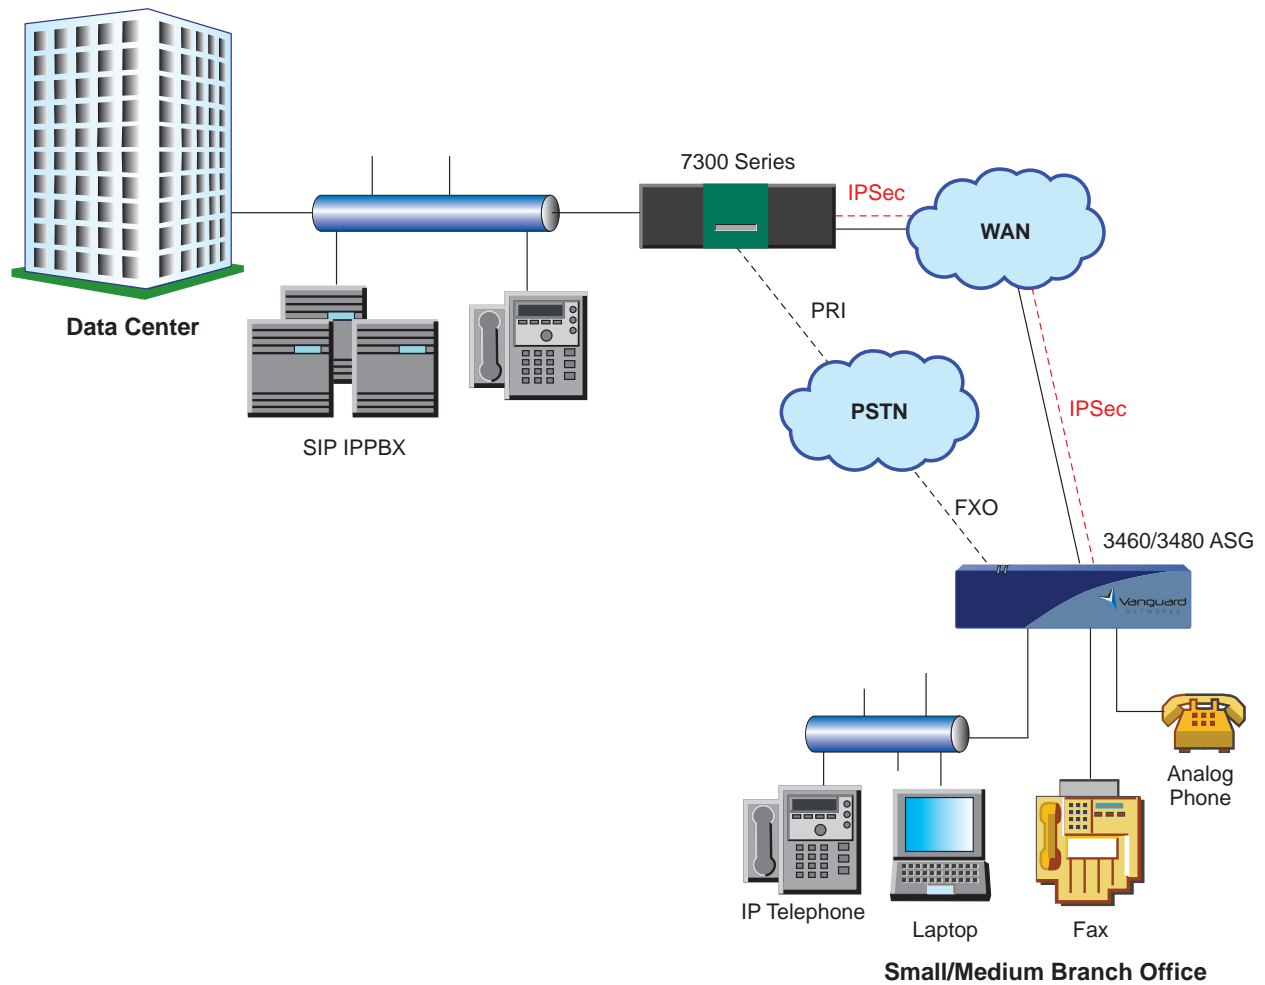 7300 Series
IPSec
WAN
Data Center
PRI
PSTN
IPSec
SIP IPPBX
FXO
3460/3480 ASG
Vanguard
NETWORKS
Analog
Phone
IP Telephone
Laptop
Fax
Small/Medium Branch Office